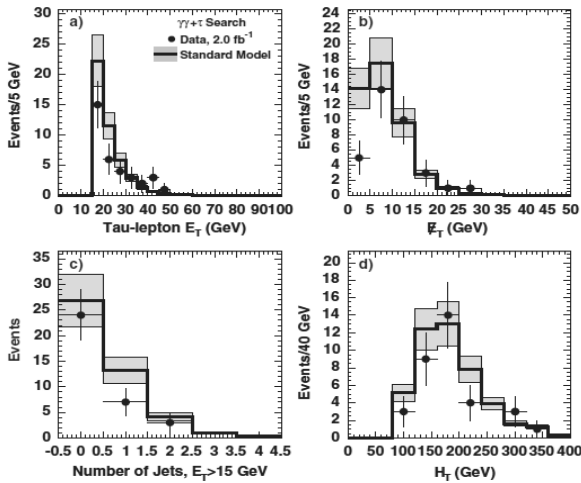 a)
γγ+τ Search
Data, 2.0 fb⁻¹
Standard Model
Events/5 GeV
30
25
20
15
10
5
0
0 10 20 30 40 50 60 70 80 90 100
Tau-lepton E_T (GeV)
b)
Events/5 GeV
24
22
20
18
16
14
12
10
8
6
4
2
0
0 5 10 15 20 25 30 35 40 45 50
E̸_T (GeV)
c)
Events
40
35
30
25
20
15
10
5
0
-0.5 0 0.5 1 1.5 2 2.5 3 3.5 4 4.5
Number of Jets, E_T>15 GeV
d)
Events/40 GeV
20
18
16
14
12
10
8
6
4
2
0
0 50 100 150 200 250 300 350 400
H_T (GeV)